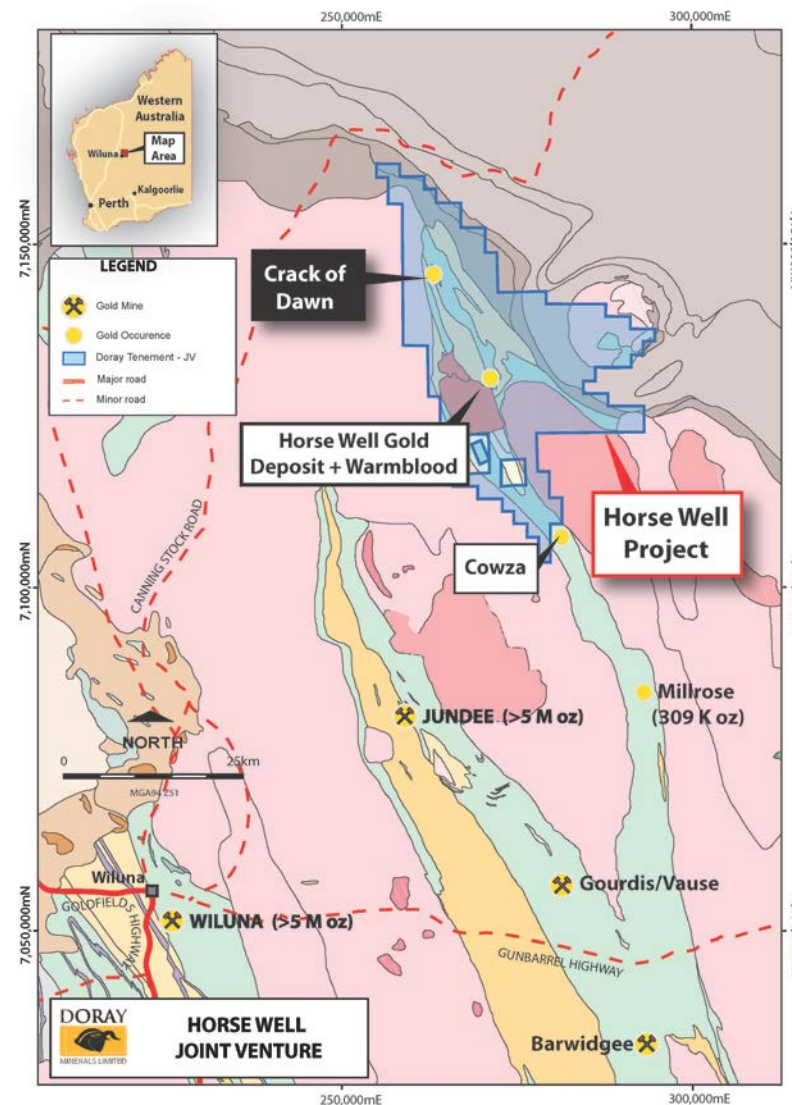 250,000mE
300,000mE
7,150,000mN
7,100,000mN
7,050,000mN
Western
Australia
Wiluna
Map
Area
Kalgoorlie
Perth
LEGEND
Gold Mine
Gold Occurence
Doray Tenement - JV
Major road
Minor road
Crack of
Dawn
Horse Well Gold
Deposit + Warmblood
Horse Well
Project
Cowza
CANNING STOCK ROAD
Millrose
(309 K oz)
JUNDEE (>5 M oz)
NORTH
0
25km
MGA94 Z51
Wiluna
GOLDFIELDS HIGHWAY
WILUNA (>5 M oz)
Gourdis/Vause
GUNBARREL HIGHWAY
Barwidgee
DORAY
MINERALS LIMITED
HORSE WELL
JOINT VENTURE
250,000mE
300,000mE